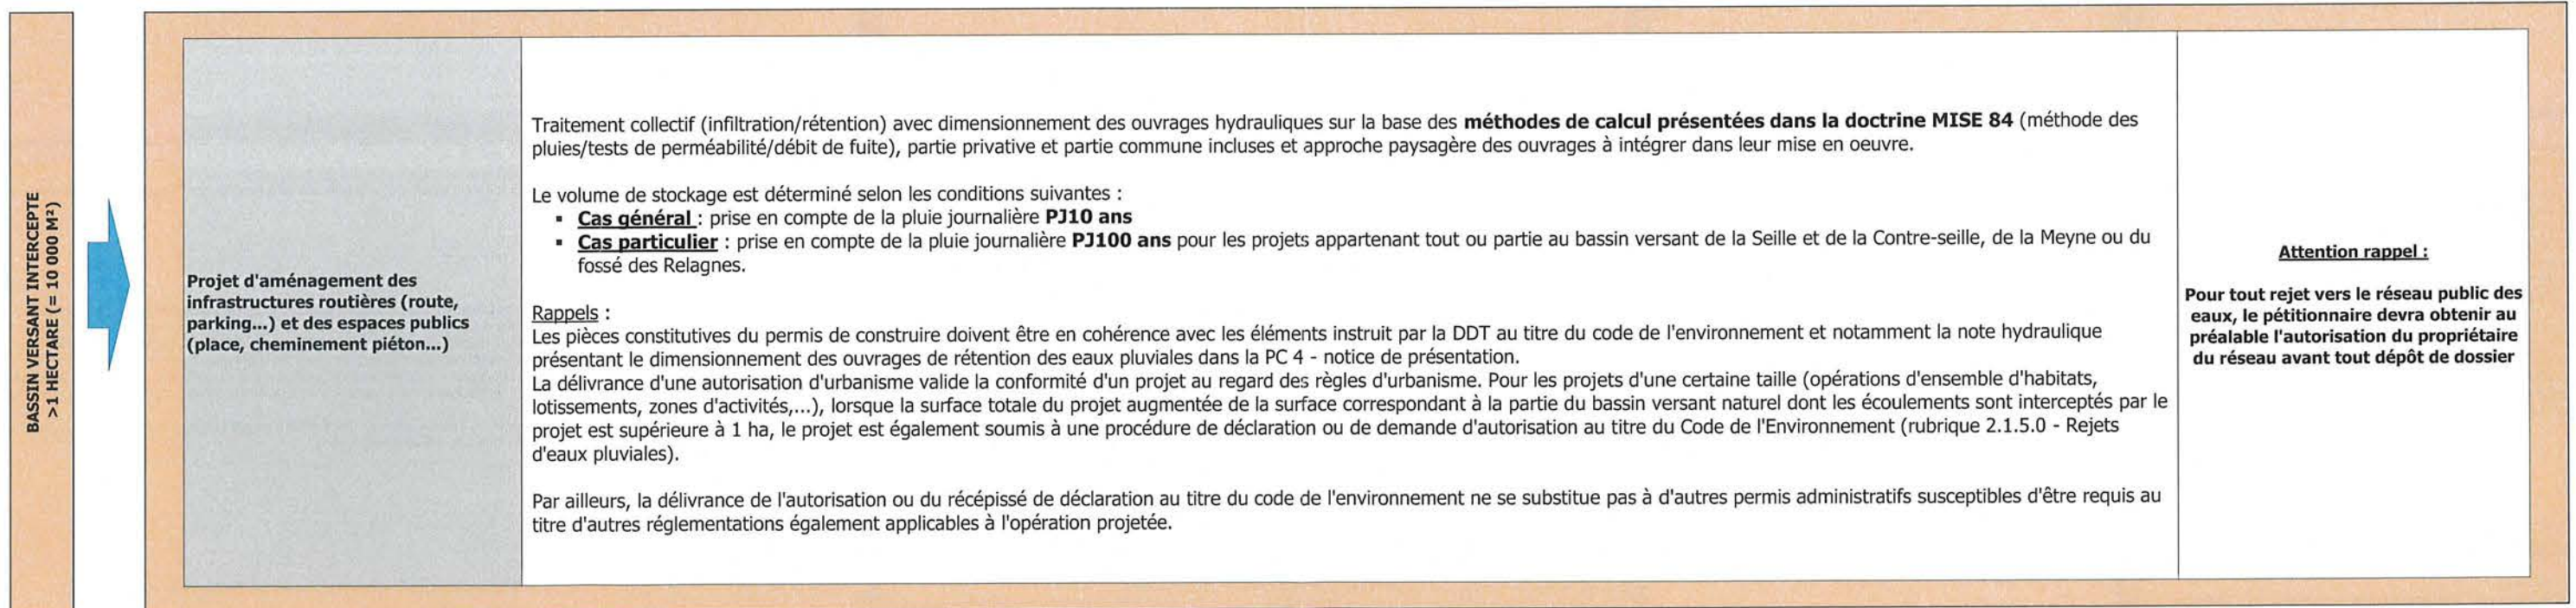 BASSIN VERSANT INTERCEPTE
>1 HECTARE (= 10 000 M²)
Projet d'aménagement des
infrastructures routières (route,
parking...) et des espaces publics
(place, cheminement piéton...)
Traitement collectif (infiltration/rétention) avec dimensionnement des ouvrages hydrauliques sur la base des méthodes de calcul présentées dans la doctrine MISE 84 (méthode des
pluies/tests de perméabilité/débit de fuite), partie privative et partie commune incluses et approche paysagère des ouvrages à intégrer dans leur mise en oeuvre.
Le volume de stockage est déterminé selon les conditions suivantes :
▪ Cas général : prise en compte de la pluie journalière PJ10 ans
▪ Cas particulier : prise en compte de la pluie journalière PJ100 ans pour les projets appartenant tout ou partie au bassin versant de la Seille et de la Contre-seille, de la Meyne ou du
fossé des Relagnes.
Rappels :
Les pièces constitutives du permis de construire doivent être en cohérence avec les éléments instruit par la DDT au titre du code de l'environnement et notamment la note hydraulique
présentant le dimensionnement des ouvrages de rétention des eaux pluviales dans la PC 4 - notice de présentation.
La délivrance d'une autorisation d'urbanisme valide la conformité d'un projet au regard des règles d'urbanisme. Pour les projets d'une certaine taille (opérations d'ensemble d'habitats,
lotissements, zones d'activités,...), lorsque la surface totale du projet augmentée de la surface correspondant à la partie du bassin versant naturel dont les écoulements sont interceptés par le
projet est supérieure à 1 ha, le projet est également soumis à une procédure de déclaration ou de demande d'autorisation au titre du Code de l'Environnement (rubrique 2.1.5.0 - Rejets
d'eaux pluviales).
Par ailleurs, la délivrance de l'autorisation ou du récépissé de déclaration au titre du code de l'environnement ne se substitue pas à d'autres permis administratifs susceptibles d'être requis au
titre d'autres réglementations également applicables à l'opération projetée.
Attention rappel :
Pour tout rejet vers le réseau public des
eaux, le pétitionnaire devra obtenir au
préalable l'autorisation du propriétaire
du réseau avant tout dépôt de dossier